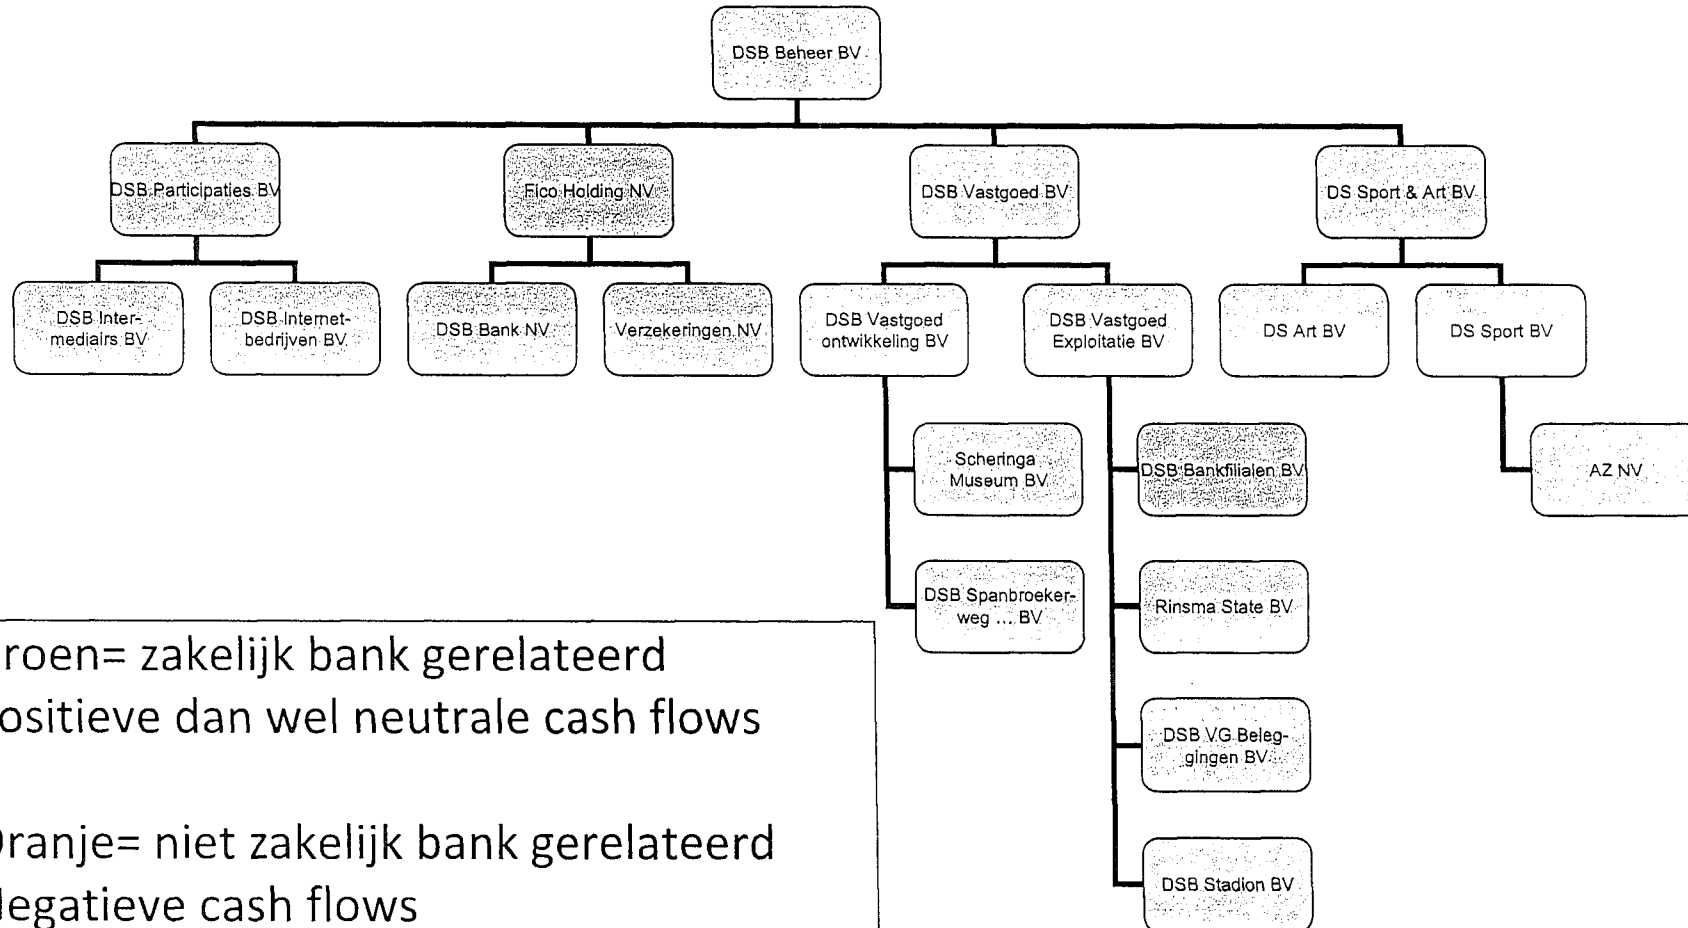 DSB Beheer BV
DSB Participaties BV
Fico Holding NV
DSB Vastgoed BV
DS Sport & Art BV
DSB Inter-
mediairs BV
DSB Internet-
bedrijven BV
DSB Bank NV
Verzekeringen NV
DSB Vastgoed
ontwikkeling BV
DSB Vastgoed
Exploitatie BV
DS Art BV
DS Sport BV
Scheringa
Museum BV
DSB Bankfilialen BV
AZ NV
DSB Spanbroeker-
weg ... BV
Rinsma State BV
DSB VG Beleg-
gingen BV
DSB Stadion BV
roen= zakelijk bank gerelateerd
ositieve dan wel neutrale cash flows
Oranje= niet zakelijk bank gerelateerd
Negatieve cash flows